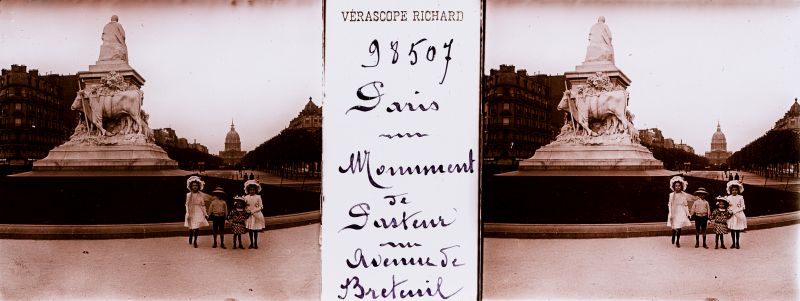 VÉRASCOPE RICHARD
98507
Paris
Monument
de
Pasteur
Avenue de
Breteuil